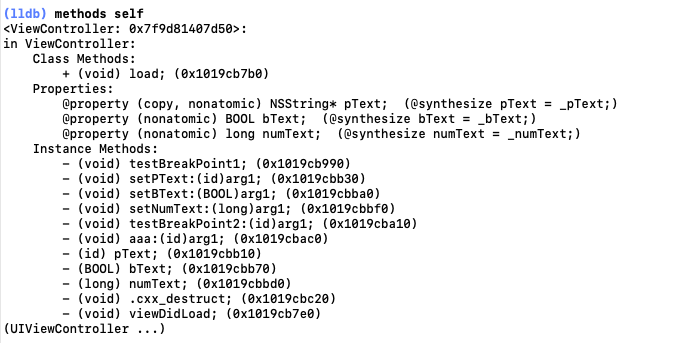 (lldb) methods self
<ViewController: 0x7f9d81407d50>:
in ViewController:
    Class Methods:
        + (void) load; (0x1019cb7b0)
    Properties:
        @property (copy, nonatomic) NSString* pText;  (@synthesize pText = _pText;)
        @property (nonatomic) BOOL bText;  (@synthesize bText = _bText;)
        @property (nonatomic) long numText;  (@synthesize numText = _numText;)
    Instance Methods:
        - (void) testBreakPoint1; (0x1019cb990)
        - (void) setPText:(id)arg1; (0x1019cbb30)
        - (void) setBText:(BOOL)arg1; (0x1019cbba0)
        - (void) setNumText:(long)arg1; (0x1019cbbf0)
        - (void) testBreakPoint2:(id)arg1; (0x1019cba10)
        - (void) aaa:(id)arg1; (0x1019cbac0)
        - (id) pText; (0x1019cbb10)
        - (BOOL) bText; (0x1019cbb70)
        - (long) numText; (0x1019cbbd0)
        - (void) .cxx_destruct; (0x1019cbc20)
        - (void) viewDidLoad; (0x1019cb7e0)
(UIViewController ...)